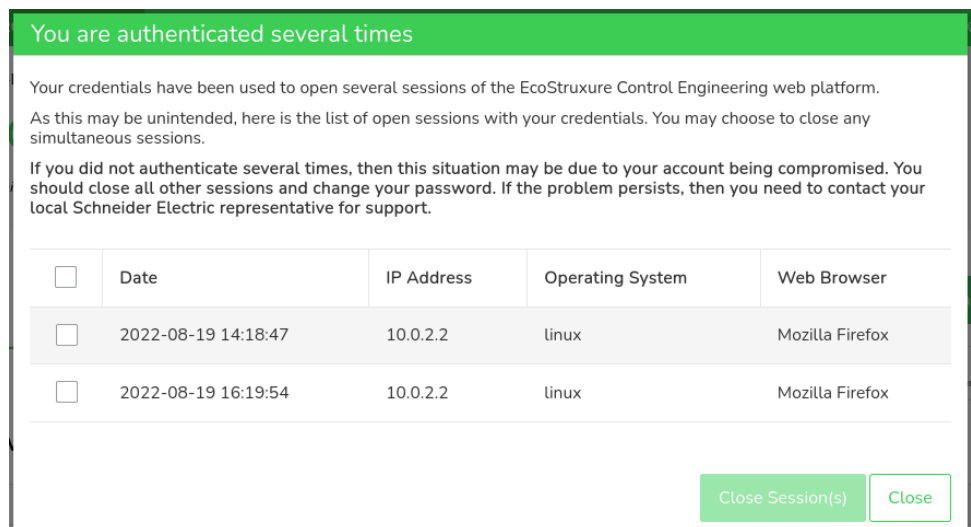 You are authenticated several times
Your credentials have been used to open several sessions of the EcoStruxure Control Engineering web platform.
As this may be unintended, here is the list of open sessions with your credentials. You may choose to close any
simultaneous sessions.
If you did not authenticate several times, then this situation may be due to your account being compromised. You
should close all other sessions and change your password. If the problem persists, then you need to contact your
local Schneider Electric representative for support.
Date IP Address Operating System Web Browser
2022-08-19 14:18:47 10.0.2.2 linux Mozilla Firefox
2022-08-19 16:19:54 10.0.2.2 linux Mozilla Firefox
Close Session(s) Close